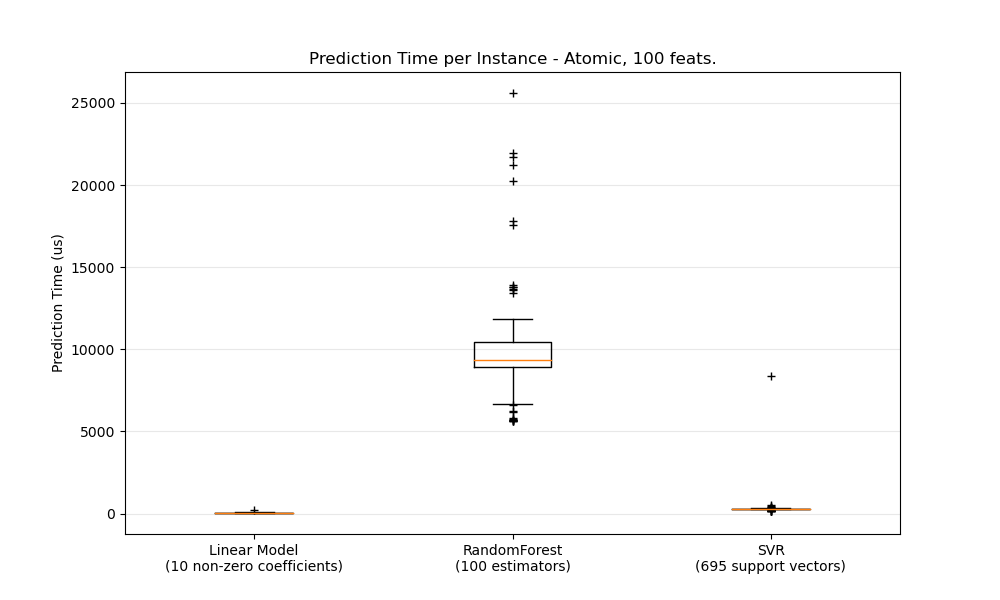 Prediction Time per Instance - Atomic, 100 feats.
Prediction Time (us)
25000
20000
15000
10000
5000
0
Linear Model
(10 non-zero coefficients)
RandomForest
(100 estimators)
SVR
(695 support vectors)